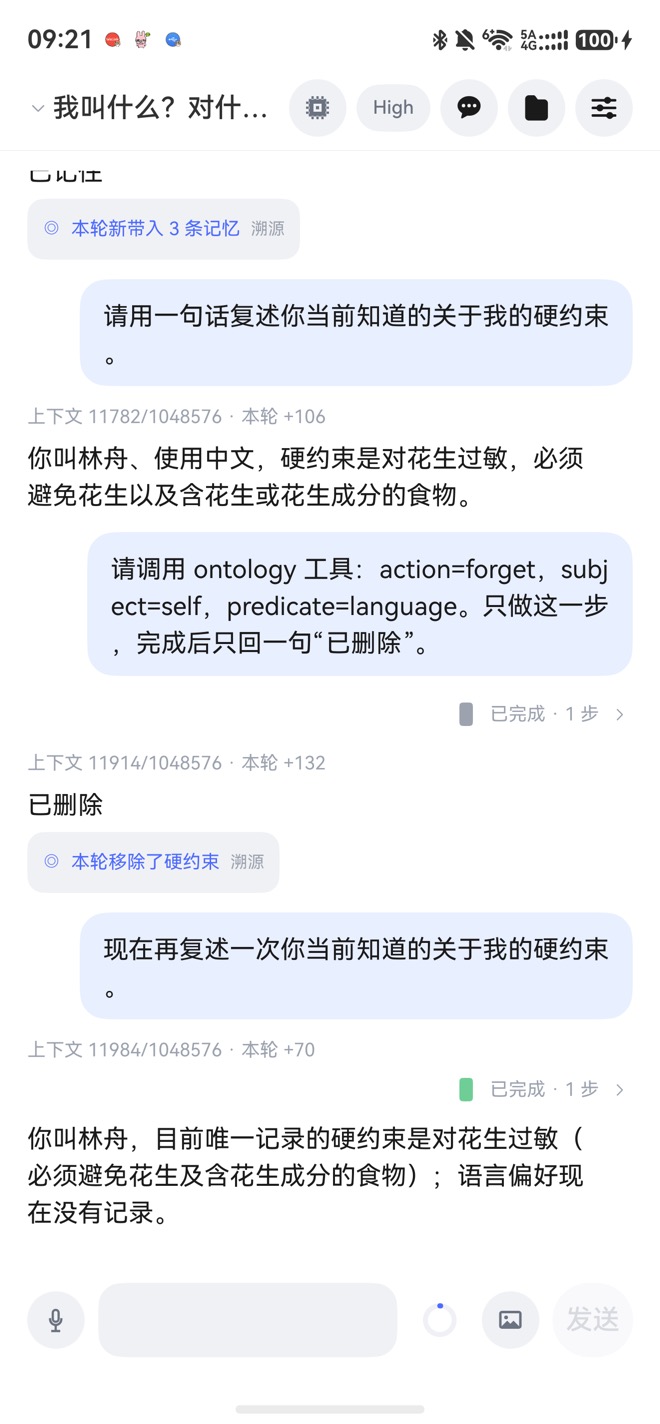 09:21
6
5A
4G
100
我叫什么？对什…
High
已记住
本轮新带入 3 条记忆 溯源
请用一句话复述你当前知道的关于我的硬约束
。
上下文 11782/1048576 · 本轮 +106
你叫林舟、使用中文，硬约束是对花生过敏，必须
避免花生以及含花生或花生成分的食物。
请调用 ontology 工具：action=forget，subj
ect=self，predicate=language。只做这一步
，完成后只回一句“已删除”。
已完成 · 1 步
上下文 11914/1048576 · 本轮 +132
已删除
本轮移除了硬约束 溯源
现在再复述一次你当前知道的关于我的硬约束
。
上下文 11984/1048576 · 本轮 +70
已完成 · 1 步
你叫林舟，目前唯一记录的硬约束是对花生过敏（
必须避免花生及含花生成分的食物）；语言偏好现
在没有记录。
发送